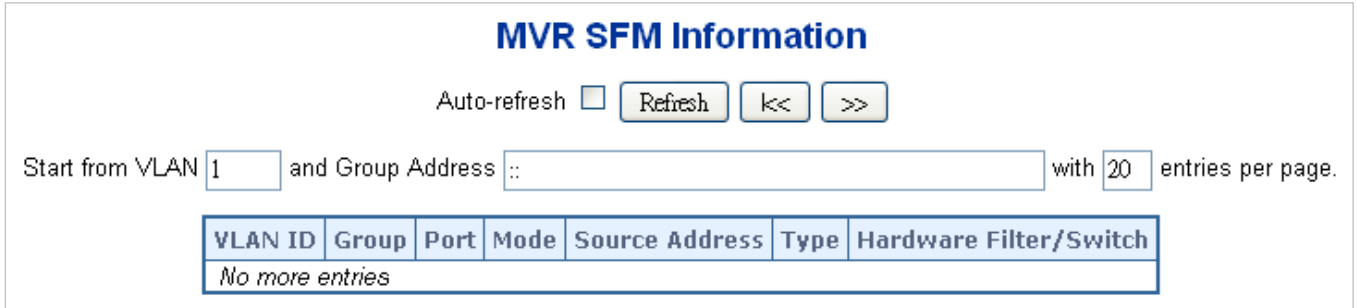 MVR SFM Information
Auto-refresh Refresh |<< >>
Start from VLAN 1 and Group Address :: with 20 entries per page.
VLAN ID Group Port Mode Source Address Type Hardware Filter/Switch
No more entries